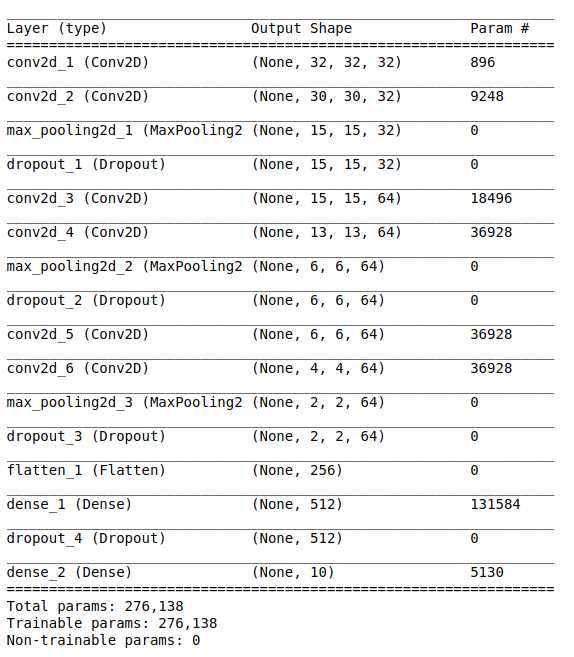 Layer (type) Output Shape Param #
=================================================================
conv2d_1 (Conv2D) (None, 32, 32, 32) 896
conv2d_2 (Conv2D) (None, 30, 30, 32) 9248
max_pooling2d_1 (MaxPooling2 (None, 15, 15, 32) 0
dropout_1 (Dropout) (None, 15, 15, 32) 0
conv2d_3 (Conv2D) (None, 15, 15, 64) 18496
conv2d_4 (Conv2D) (None, 13, 13, 64) 36928
max_pooling2d_2 (MaxPooling2 (None, 6, 6, 64) 0
dropout_2 (Dropout) (None, 6, 6, 64) 0
conv2d_5 (Conv2D) (None, 6, 6, 64) 36928
conv2d_6 (Conv2D) (None, 4, 4, 64) 36928
max_pooling2d_3 (MaxPooling2 (None, 2, 2, 64) 0
dropout_3 (Dropout) (None, 2, 2, 64) 0
flatten_1 (Flatten) (None, 256) 0
dense_1 (Dense) (None, 512) 131584
dropout_4 (Dropout) (None, 512) 0
dense_2 (Dense) (None, 10) 5130
=================================================================
Total params: 276,138
Trainable params: 276,138
Non-trainable params: 0